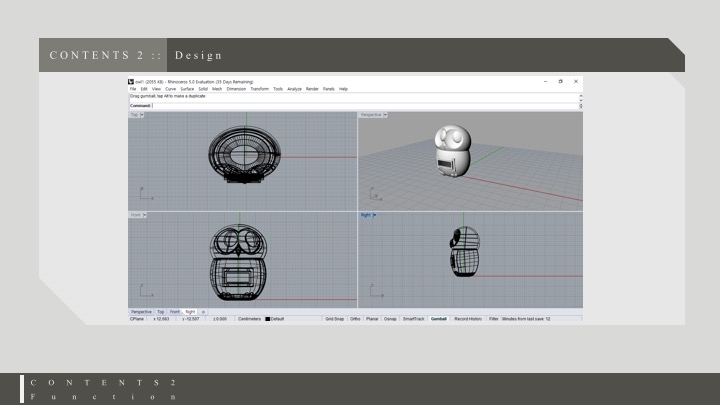 CONTENTS 2 :: Design
owl1 (2055 KB) - Rhinoceros 5.0 Evaluation (35 Days Remaining)
File Edit View Curve Surface Solid Mesh Dimension Transform Tools Analyze Render Panels Help
Drag gumball, tap Alt to make a duplicate
Command:
Top
Perspective
Front
Right
Perspective Top Front Right
CPlane x 12.663 y -12.507 z 0.000 Centimeters Default Grid Snap Ortho Planar Osnap SmartTrack Gumball Record History Filter Minutes from last save: 12
CONTENTS2
Function